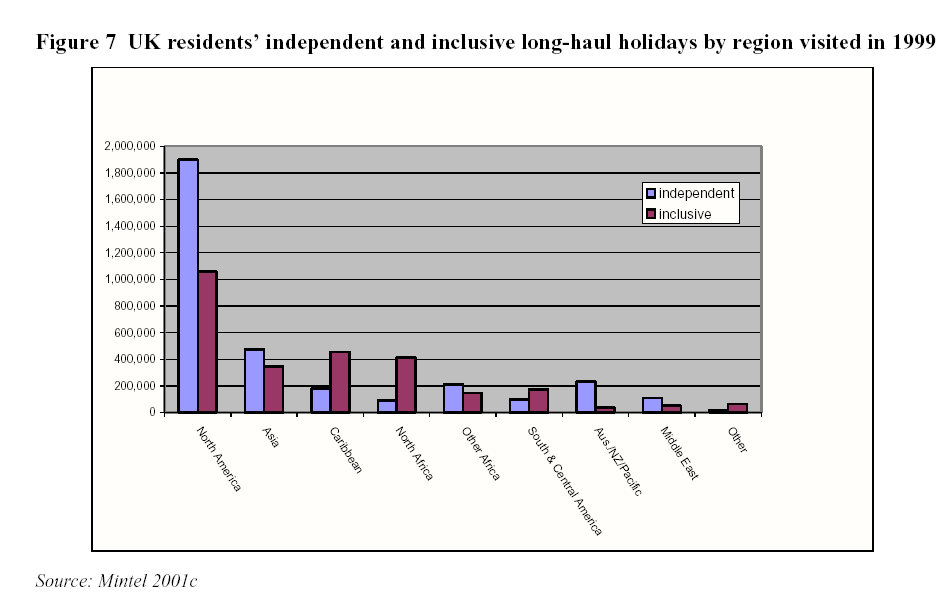 Figure 7 UK residents’ independent and inclusive long-haul holidays by region visited in 1999
2,000,000
1,800,000
1,600,000
1,400,000
1,200,000
1,000,000
800,000
600,000
400,000
200,000
0
independent
inclusive
North America
Asia
Caribbean
North Africa
Other Africa
South & Central America
Aus./NZ/Pacific
Middle East
Other
Source: Mintel 2001c